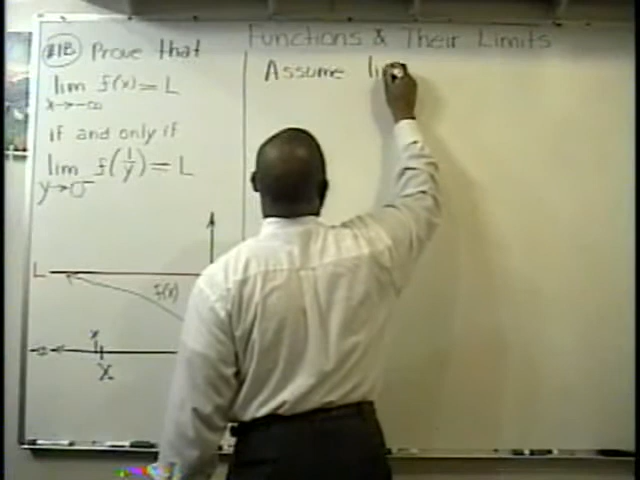 Functions & Their Limits
#1B Prove that
lim f(x) = L
x→-∞
if and only if
lim f(1/y) = L
y→0⁻
Assume li
L
f(x)
x
X